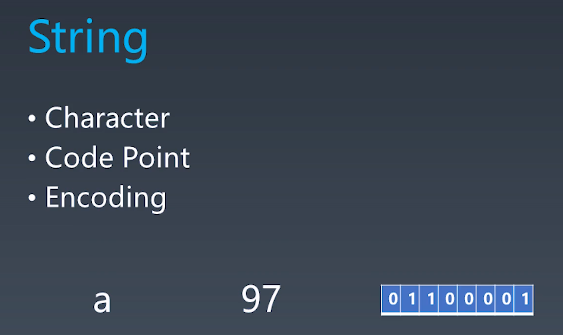 String
• Character
• Code Point
• Encoding
a 97 0 1 1 0 0 0 0 1